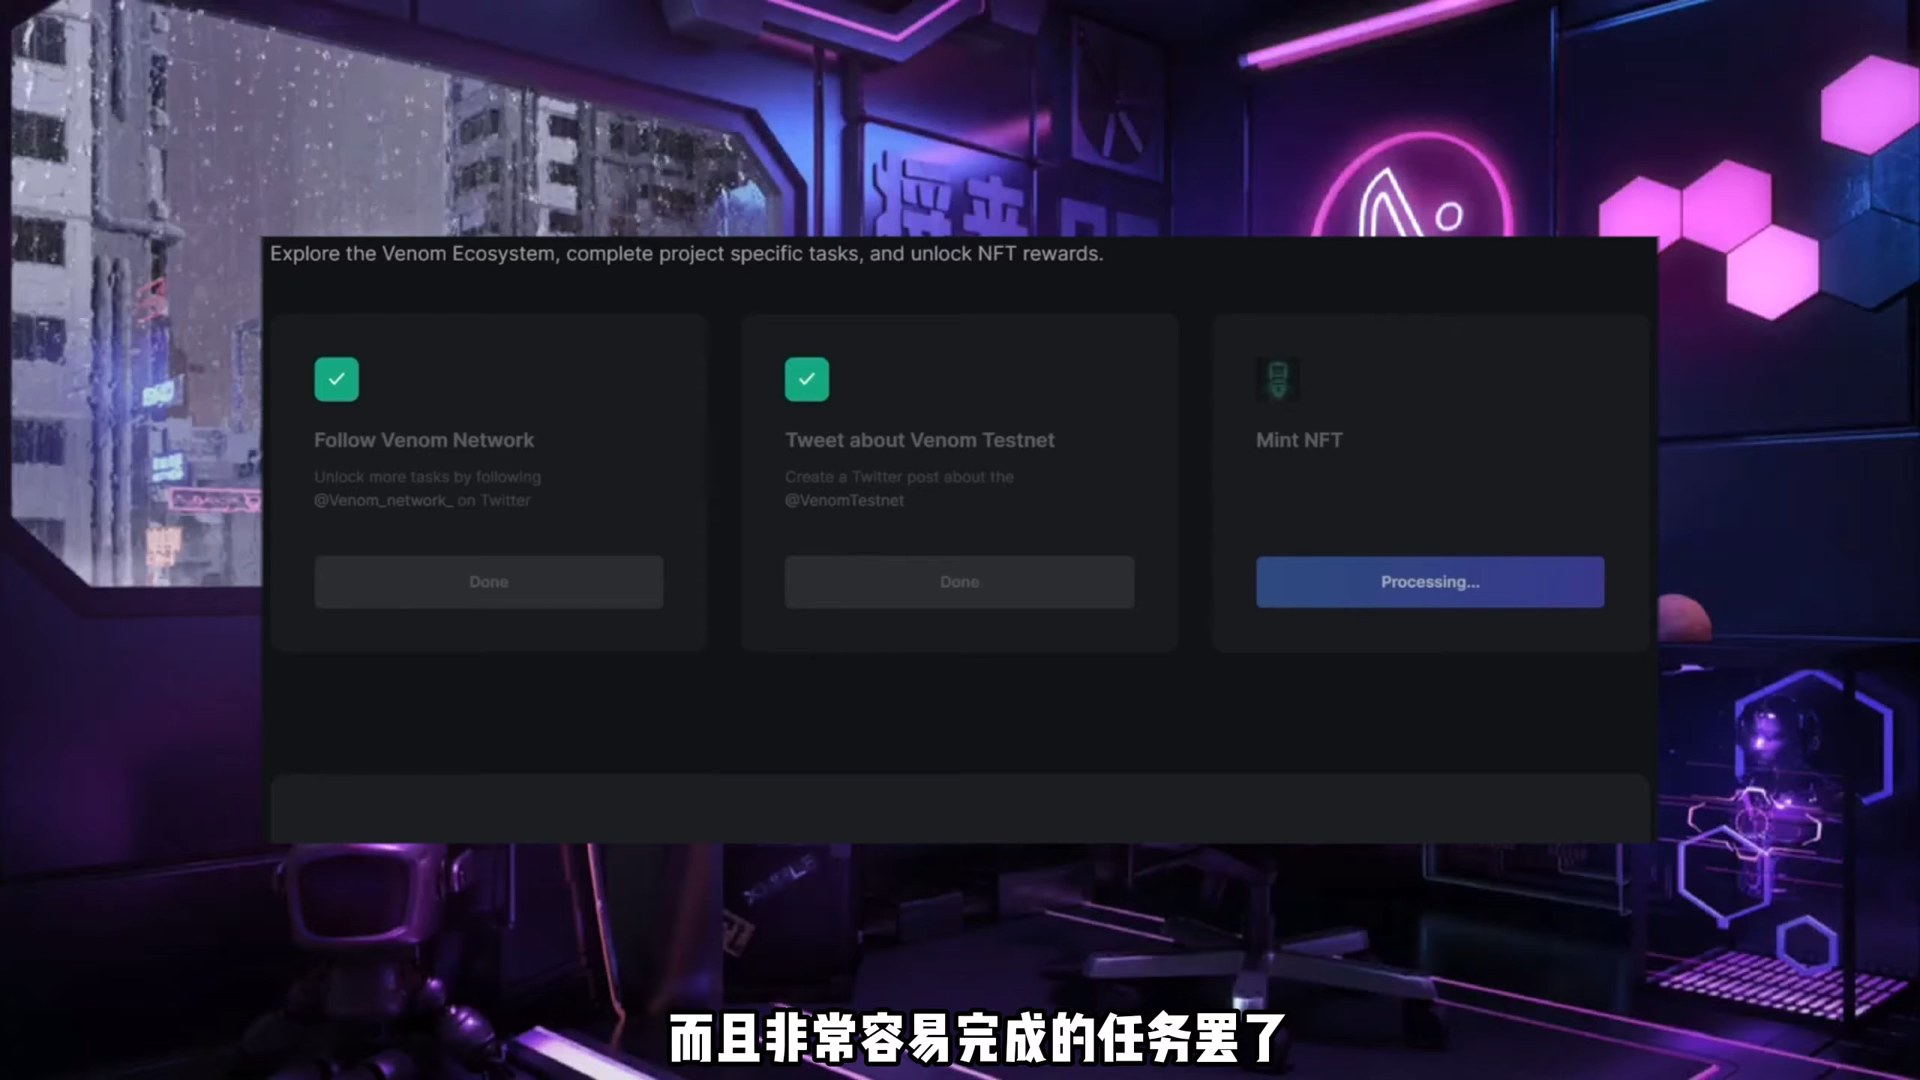 将来
Explore the Venom Ecosystem, complete project specific tasks, and unlock NFT rewards.
Follow Venom Network
Unlock more tasks by following
@Venom_network_ on Twitter
Done
Tweet about Venom Testnet
Create a Twitter post about the
@VenomTestnet
Done
Mint NFT
Processing...
而且非常容易完成的任务罢了